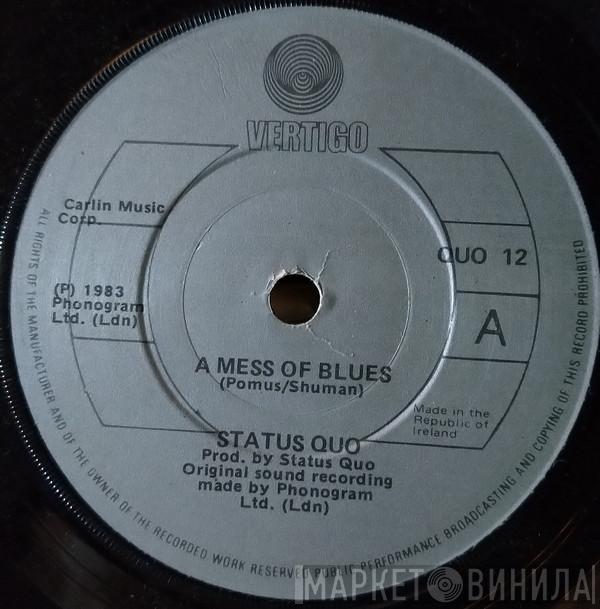 VERTIGO
Carlin Music
Corp.
QUO 12
(P) 1983
Phonogram
Ltd. (Ldn)
A
A MESS OF BLUES
(Pomus/Shuman)
Made in the
Republic of
Ireland
STATUS QUO
Prod. by Status Quo
Original sound recording
made by Phonogram
Ltd. (Ldn)
ALL RIGHTS OF THE MANUFACTURER AND OF THE OWNER OF THE RECORDED WORK RESERVED PUBLIC PERFORMANCE BROADCASTING AND COPYING OF THIS RECORD PROHIBITED
МАРКЕТ ВИНИЛА